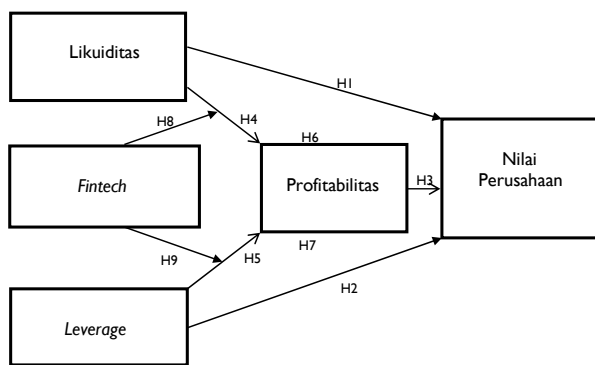 Likuiditas
H1
H8
H4
H6
Fintech
Profitabilitas
H3
Nilai
Perusahaan
H7
H9
H5
H2
Leverage